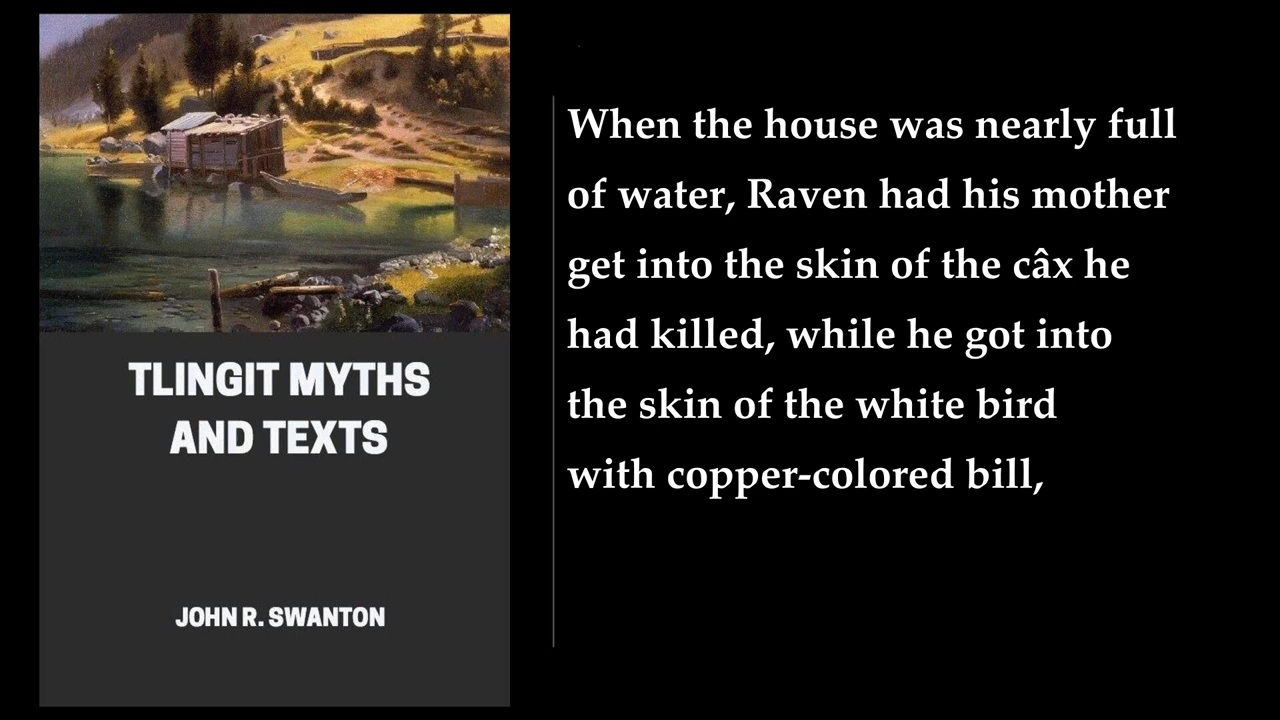 TLINGIT MYTHS
AND TEXTS
JOHN R. SWANTON
When the house was nearly full
of water, Raven had his mother
get into the skin of the câx he
had killed, while he got into
the skin of the white bird
with copper-colored bill,